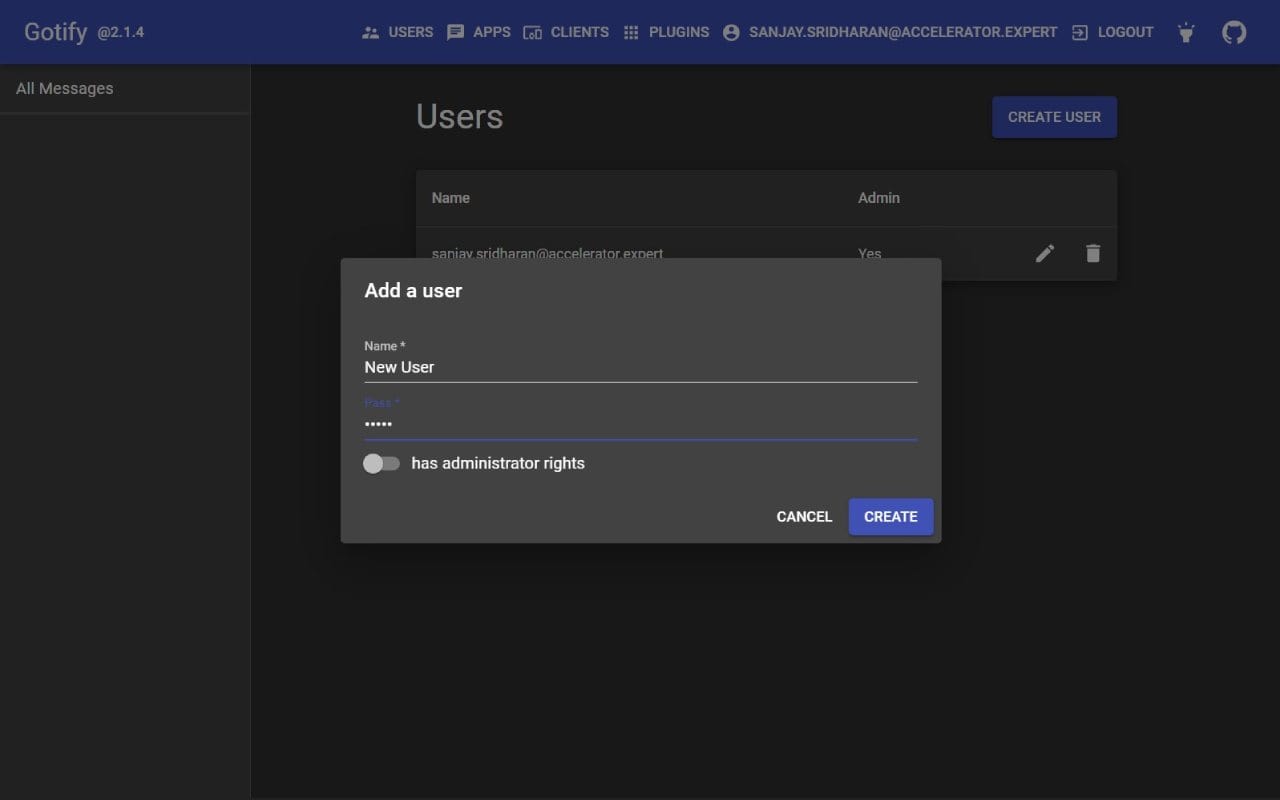 Gotify @2.1.4 USERS APPS CLIENTS PLUGINS SANJAY.SRIDHARAN@ACCELERATOR.EXPERT LOGOUT
All Messages
Users
CREATE USER
Name Admin
sanjay.sridharan@accelerator.expert Yes
Add a user
Name *
New User
Pass *
•••••
has administrator rights
CANCEL CREATE